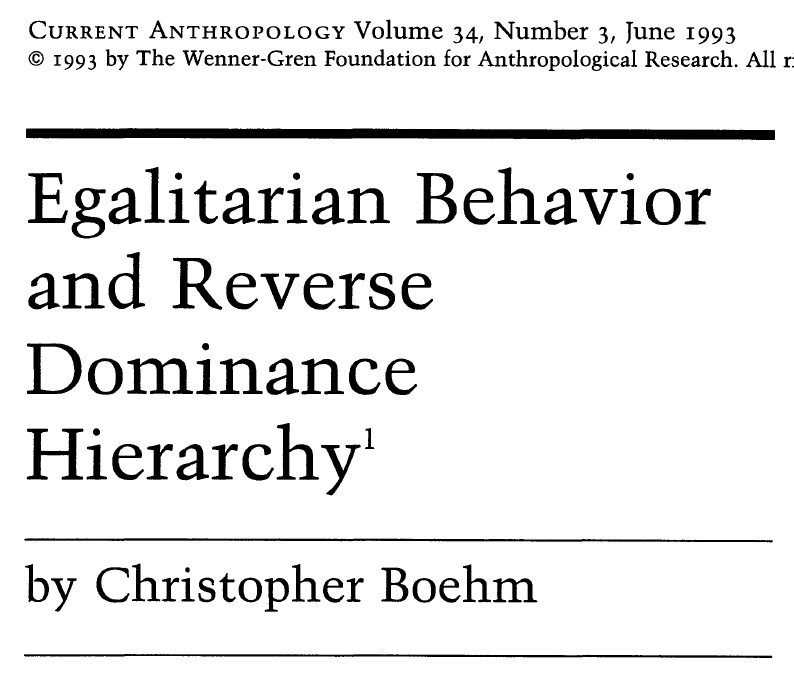 CURRENT ANTHROPOLOGY Volume 34, Number 3, June 1993
© 1993 by The Wenner-Gren Foundation for Anthropological Research. All
Egalitarian Behavior
and Reverse
Dominance
Hierarchy¹
by Christopher Boehm